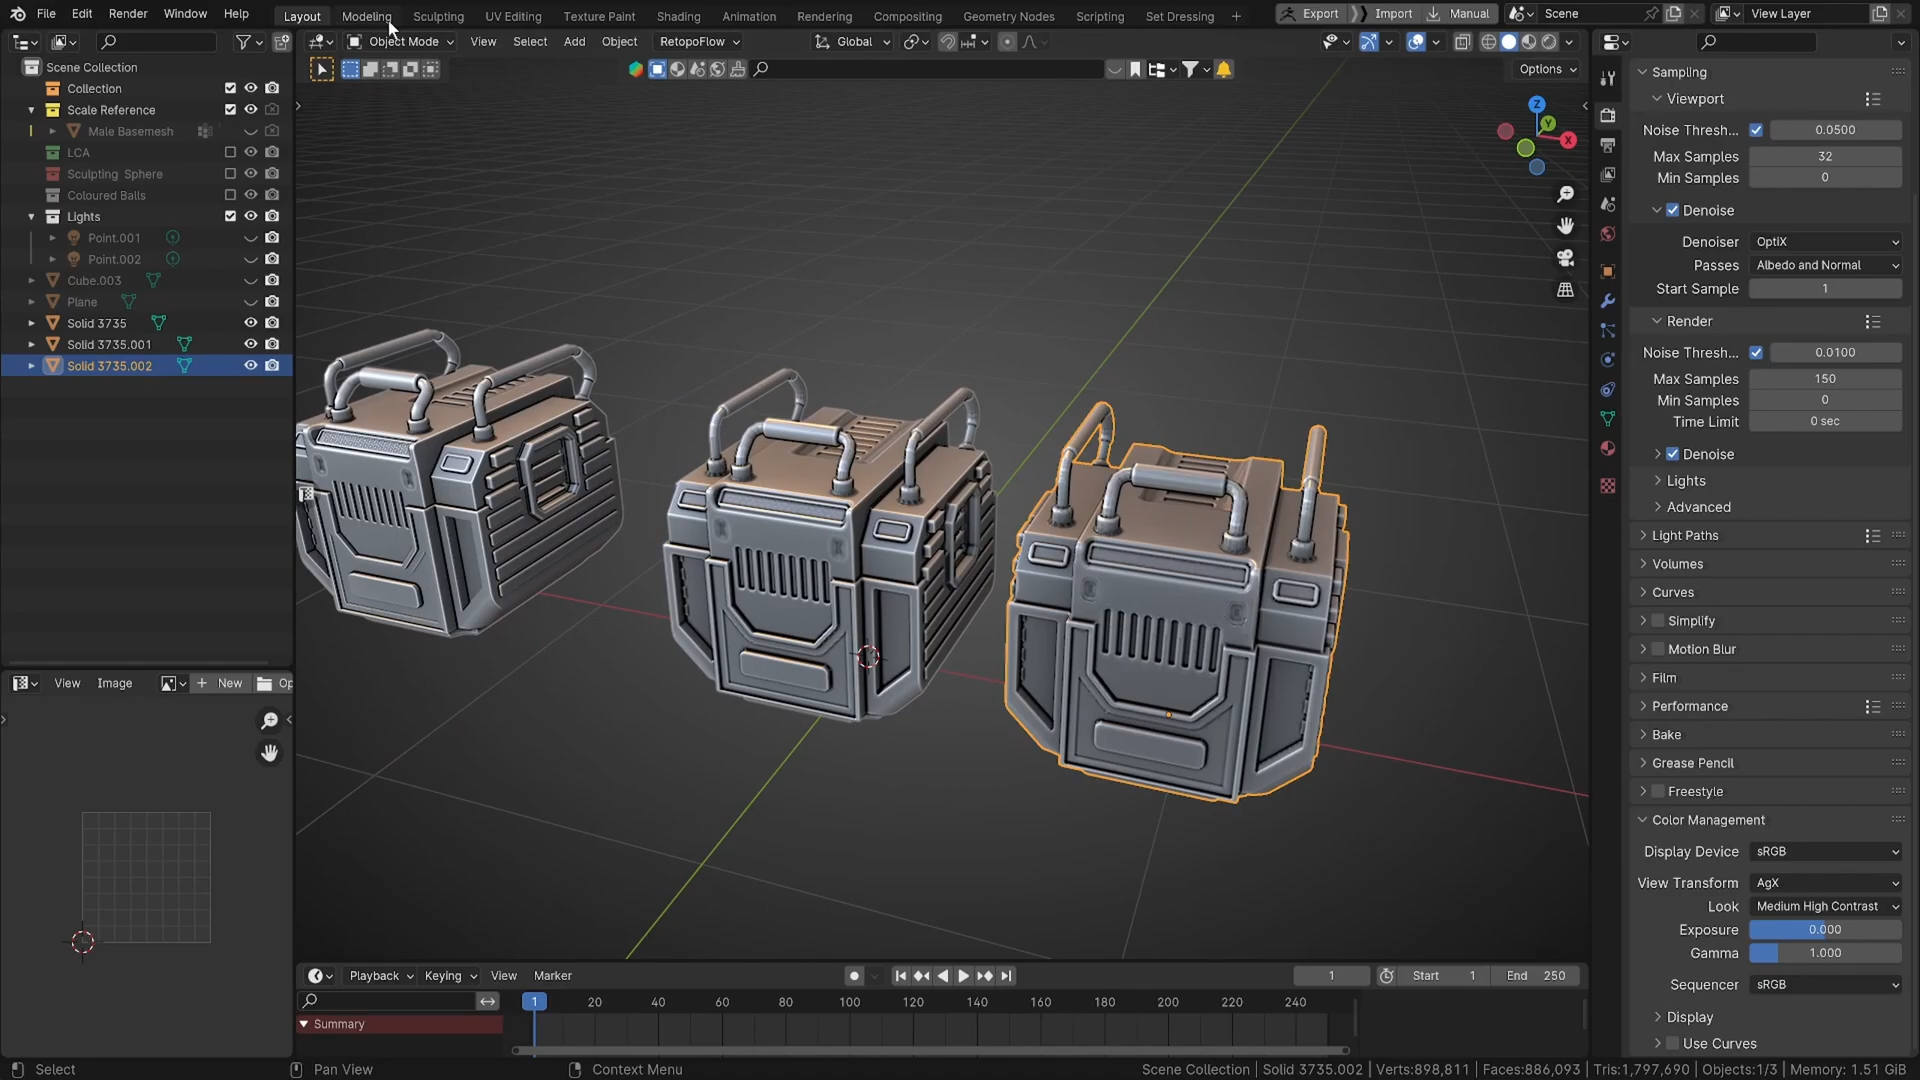 File Edit Render Window Help Layout Modeling Sculpting UV Editing Texture Paint Shading Animation Rendering Compositing Geometry Nodes Scripting Set Dressing + Export Import Manual Scene View Layer
Object Mode View Select Add Object RetopoFlow Global
Options
Scene Collection
Collection
Scale Reference
Male Basemesh
LCA
Sculpting Sphere
Coloured Balls
Lights
Point.001
Point.002
Cube.003
Plane
Solid 3735
Solid 3735.001
Solid 3735.002
View Image + New Op
Z
Y
X
Sampling
Viewport
Noise Thresh... 0.0500
Max Samples 32
Min Samples 0
Denoise
Denoiser OptiX
Passes Albedo and Normal
Start Sample 1
Render
Noise Thresh... 0.0100
Max Samples 150
Min Samples 0
Time Limit 0 sec
Denoise
Lights
Advanced
Light Paths
Volumes
Curves
Simplify
Motion Blur
Film
Performance
Bake
Grease Pencil
Freestyle
Color Management
Display Device sRGB
View Transform AgX
Look Medium High Contrast
Exposure 0.000
Gamma 1.000
Sequencer sRGB
Display
Use Curves
Playback Keying View Marker 1 Start 1 End 250
1 20 40 60 80 100 120 140 160 180 200 220 240
Summary
Select Pan View Context Menu Scene Collection | Solid 3735.002 | Verts:898,811 | Faces:886,093 | Tris:1,797,690 | Objects:1/3 | Memory: 1.51 GiB